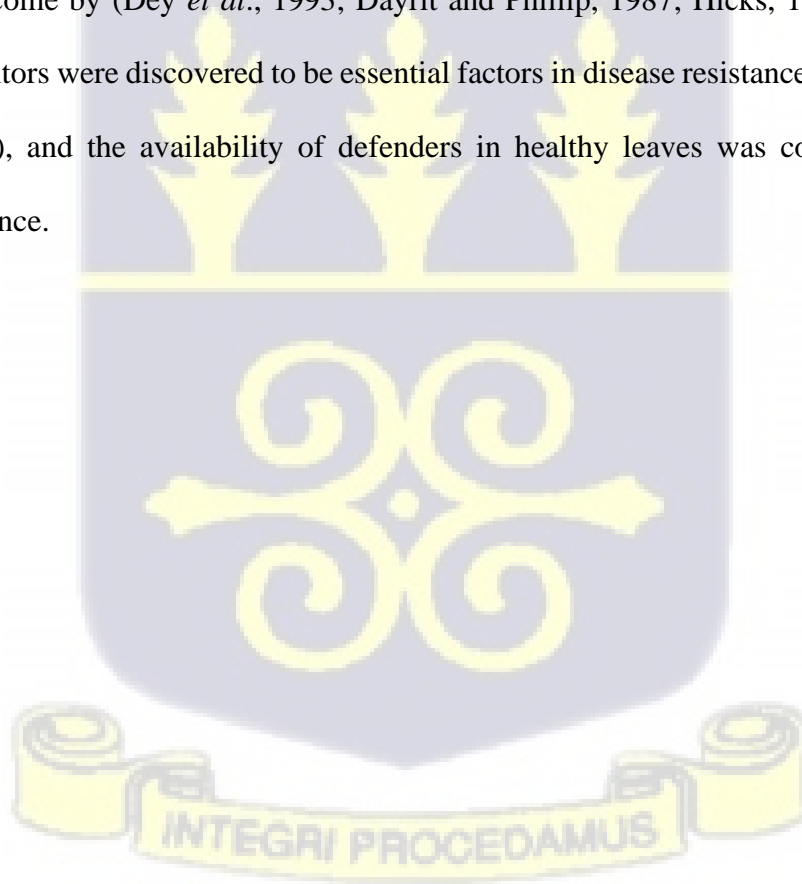 come by (Dey et al., 1995; Dayrit and Phillip, 1987; Hicks, 1
itors were discovered to be essential factors in disease resistance
), and the availability of defenders in healthy leaves was co
nce.
INTEGRI PROCEDAMUS